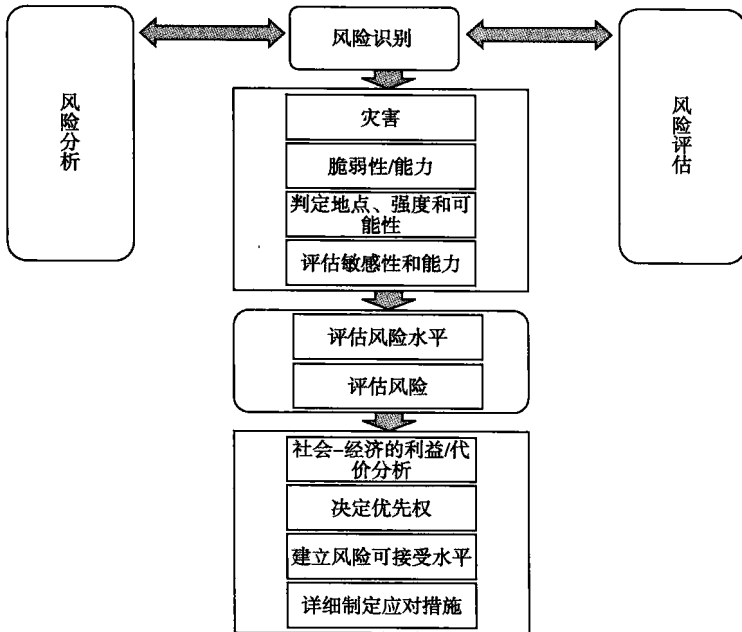 风险分析
风险识别
风险评估
灾害
脆弱性/能力
判定地点、强度和可
能性
评估敏感性和能力
评估风险水平
评估风险
社会-经济的利益/代
价分析
决定优先权
建立风险可接受水平
详细制定应对措施